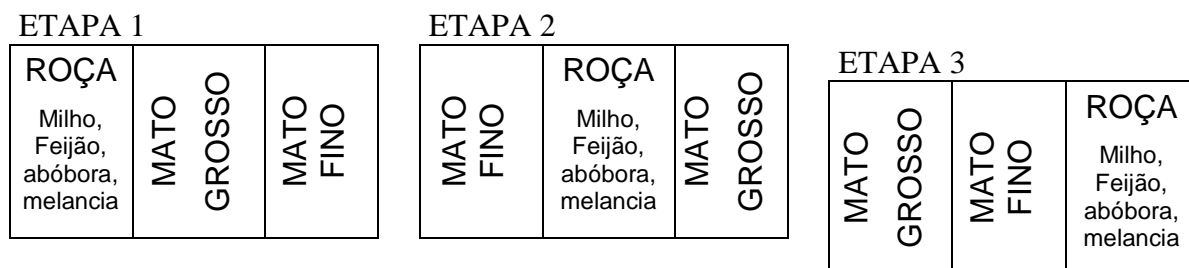 ETAPA 1
ROÇA
Milho,
Feijão,
abóbora,
melancia
MATO
GROSSO
MATO
FINO
ETAPA 2
MATO
FINO
ROÇA
Milho,
Feijão,
abóbora,
melancia
MATO
GROSSO
ETAPA 3
MATO
GROSSO
MATO
FINO
ROÇA
Milho,
Feijão,
abóbora,
melancia